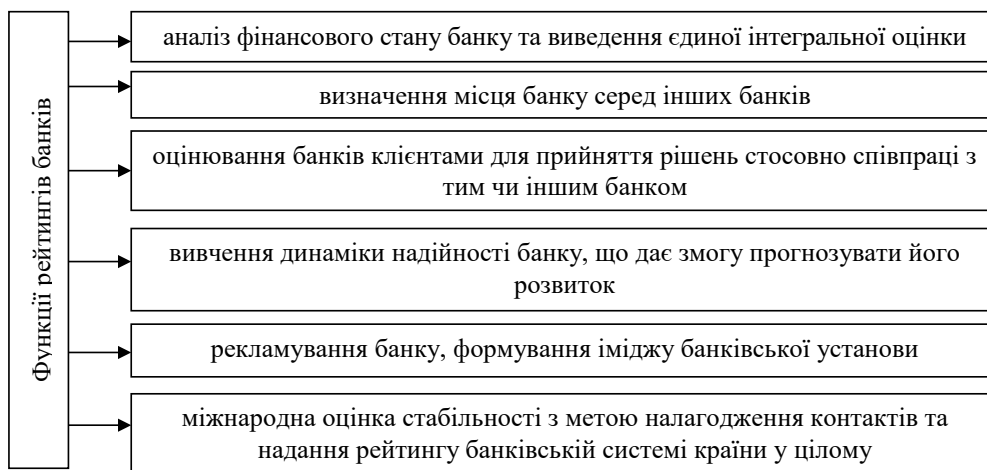 Функції рейтингів банків
аналіз фінансового стану банку та виведення єдиної інтегральної оцінки
визначення місця банку серед інших банків
оцінювання банків клієнтами для прийняття рішень стосовно співпраці з
тим чи іншим банком
вивчення динаміки надійності банку, що дає змогу прогнозувати його
розвиток
рекламування банку, формування іміджу банківської установи
міжнародна оцінка стабільності з метою налагодження контактів та
надання рейтингу банківській системі країни у цілому